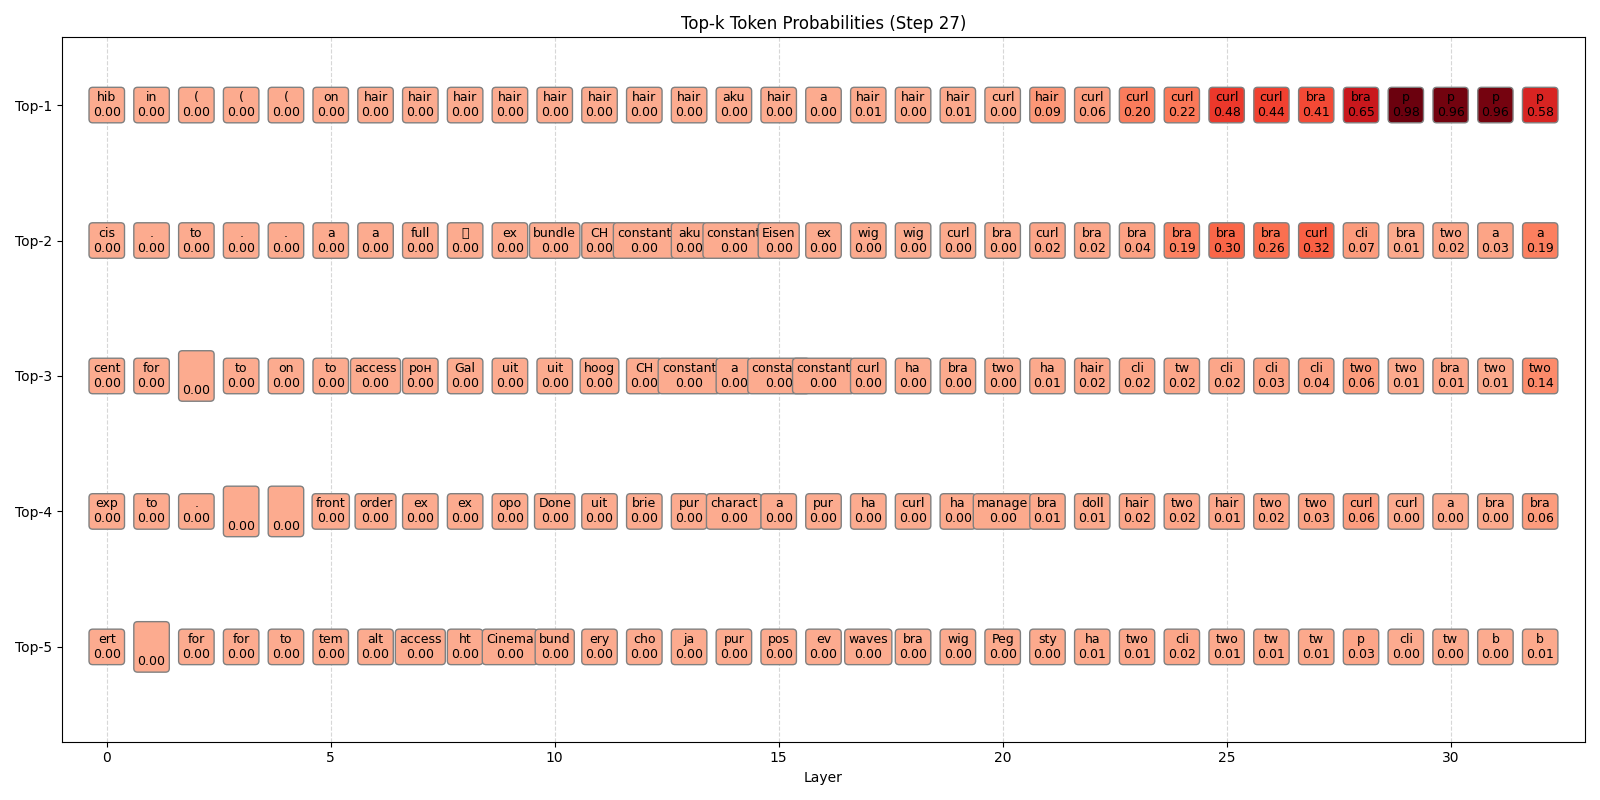 Top-k Token Probabilities (Step 27)
Top-1
hib in ( ( ( on hair hair hair hair hair hair hair hair aku hair a hair hair hair curl hair curl curl curl curl curl bra bra p p p p
0.00 0.00 0.00 0.00 0.00 0.00 0.00 0.00 0.00 0.00 0.00 0.00 0.00 0.00 0.00 0.00 0.00 0.01 0.00 0.01 0.00 0.09 0.06 0.20 0.22 0.48 0.44 0.41 0.65 0.98 0.96 0.96 0.58
Top-2
cis . to . . a a full ex bundle CH constant aku constant Eisen ex wig wig curl bra curl bra bra bra bra bra curl cli bra two a a
0.00 0.00 0.00 0.00 0.00 0.00 0.00 0.00 0.00 0.00 0.00 0.00 0.00 0.00 0.00 0.00 0.00 0.00 0.00 0.00 0.00 0.02 0.02 0.04 0.19 0.30 0.26 0.32 0.07 0.01 0.02 0.03 0.19
Top-3
cent for to on to access рон Gal uit uit hoog CH constant a consta constant curl ha bra two ha hair cli tw cli cli cli two two bra two two
0.00 0.00 0.00 0.00 0.00 0.00 0.00 0.00 0.00 0.00 0.00 0.00 0.00 0.00 0.00 0.00 0.00 0.00 0.00 0.00 0.00 0.01 0.02 0.02 0.02 0.02 0.03 0.04 0.06 0.01 0.01 0.01 0.14
Top-4
exp to . front order ex ex opo Done uit brie pur charact a pur ha curl ha manage bra doll hair two hair two two curl curl a bra bra
0.00 0.00 0.00 0.00 0.00 0.00 0.00 0.00 0.00 0.00 0.00 0.00 0.00 0.00 0.00 0.00 0.00 0.00 0.00 0.00 0.00 0.01 0.01 0.02 0.02 0.01 0.02 0.03 0.06 0.00 0.00 0.00 0.06
Top-5
ert for for to tem alt access ht Cinema bund ery cho ja pur pos ev waves bra wig Peg sty ha two cli two tw tw p cli tw b b
0.00 0.00 0.00 0.00 0.00 0.00 0.00 0.00 0.00 0.00 0.00 0.00 0.00 0.00 0.00 0.00 0.00 0.00 0.00 0.00 0.00 0.00 0.01 0.01 0.02 0.01 0.01 0.01 0.03 0.00 0.00 0.00 0.01
0 5 10 15 20 25 30
Layer